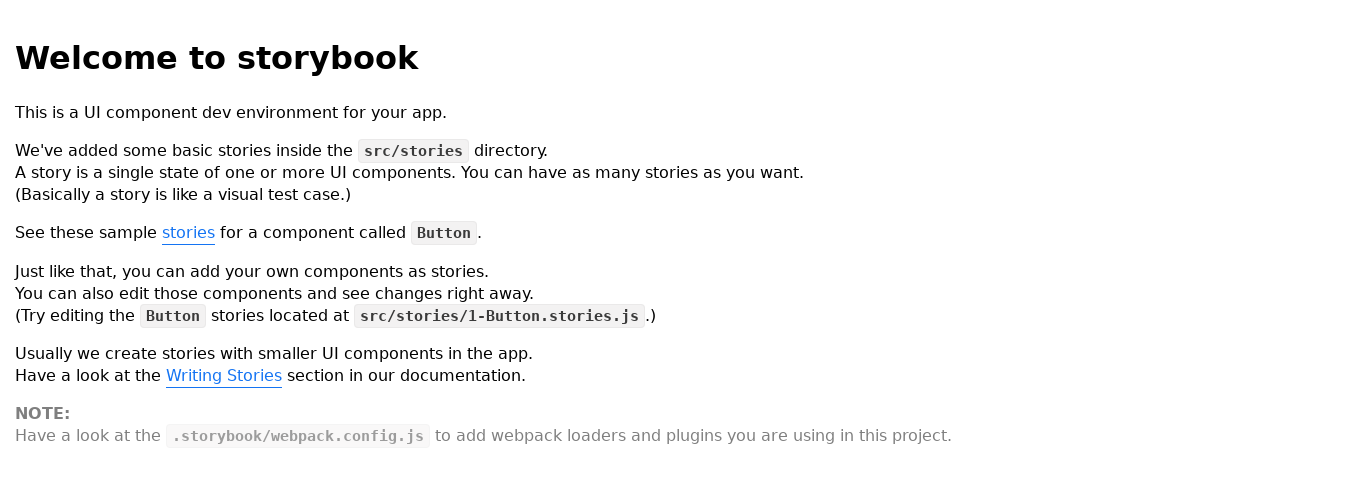 Welcome to storybook
This is a UI component dev environment for your app.
We've added some basic stories inside the src/stories directory.
A story is a single state of one or more UI components. You can have as many stories as you want.
(Basically a story is like a visual test case.)
See these sample stories for a component called Button.
Just like that, you can add your own components as stories.
You can also edit those components and see changes right away.
(Try editing the Button stories located at src/stories/1-Button.stories.js.)
Usually we create stories with smaller UI components in the app.
Have a look at the Writing Stories section in our documentation.
NOTE:
Have a look at the .storybook/webpack.config.js to add webpack loaders and plugins you are using in this project.